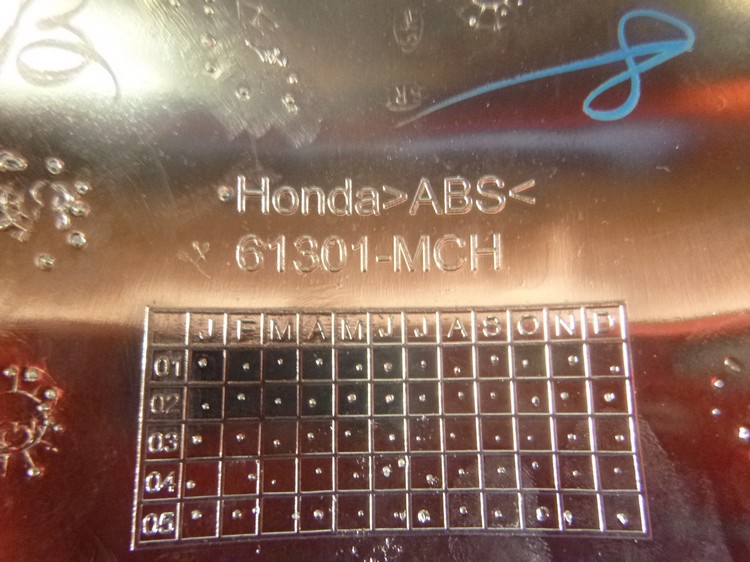 Honda>ABS<
61301-MCH
J F M A M J J A S O N D
01
02
03
04
05